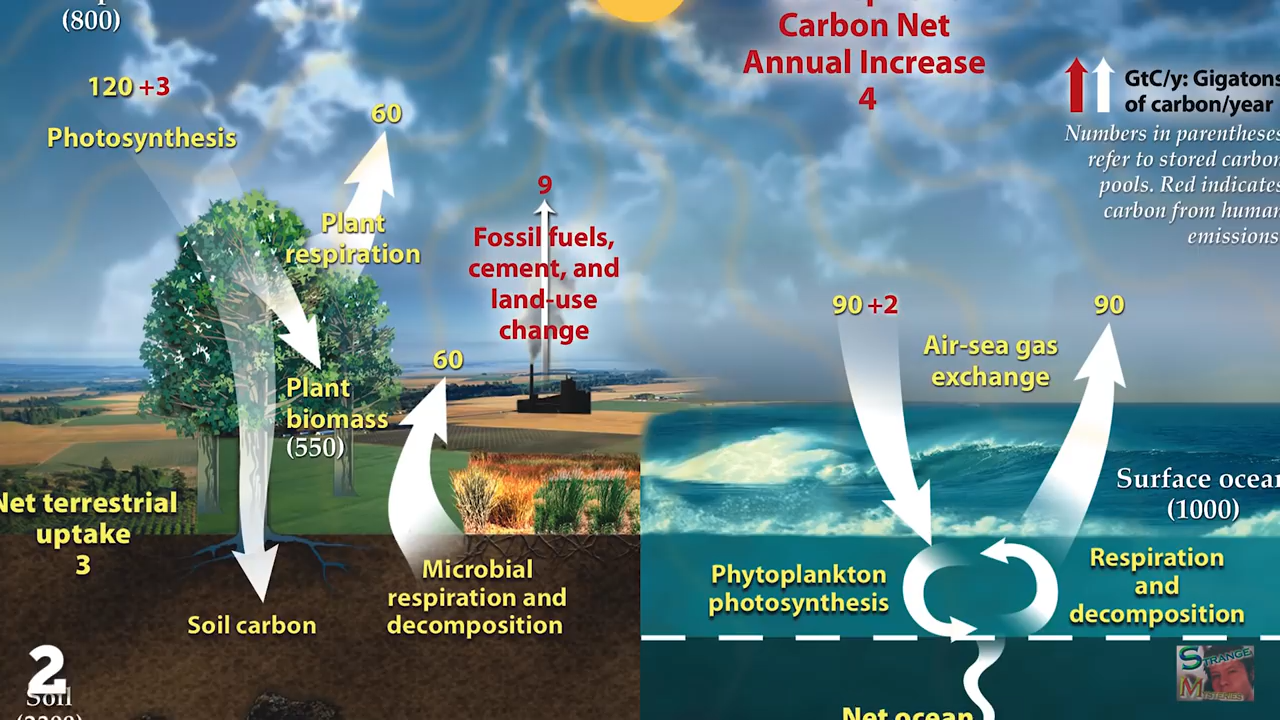 (800)
120 +3
Photosynthesis
60
Plant
respiration
9
Fossil fuels,
cement, and
land-use
change
60
Plant
biomass
(550)
Net terrestrial
uptake
3
Soil carbon
Microbial
respiration and
decomposition
2
Soil
Carbon Net
Annual Increase
4
GtC/y: Gigatons
of carbon/year
Numbers in parentheses
refer to stored carbon
pools. Red indicates
carbon from human
emissions
90 +2
90
Air-sea gas
exchange
Surface ocean
(1000)
Phytoplankton
photosynthesis
Respiration
and
decomposition
Net ocean
STRANGE
MYSTERIES